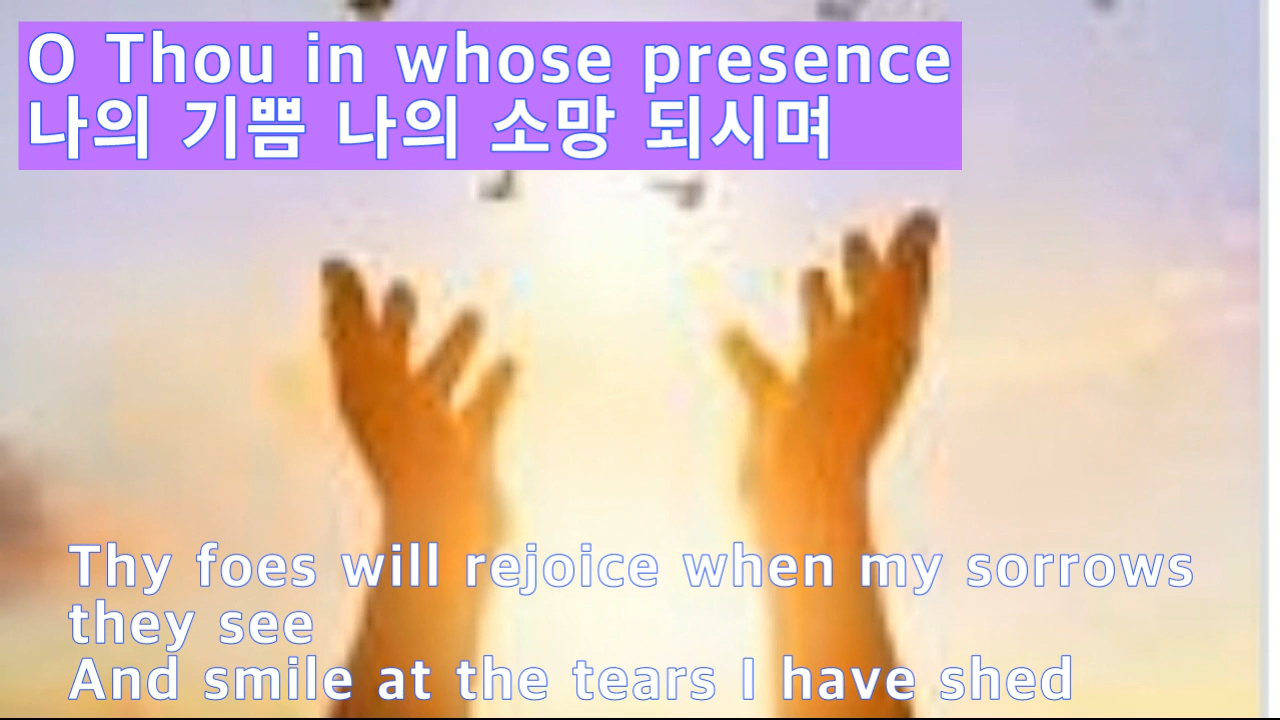 O Thou in whose presence
나의 기쁨 나의 소망 되시며
Thy foes will rejoice when my sorrows
they see
And smile at the tears I have shed